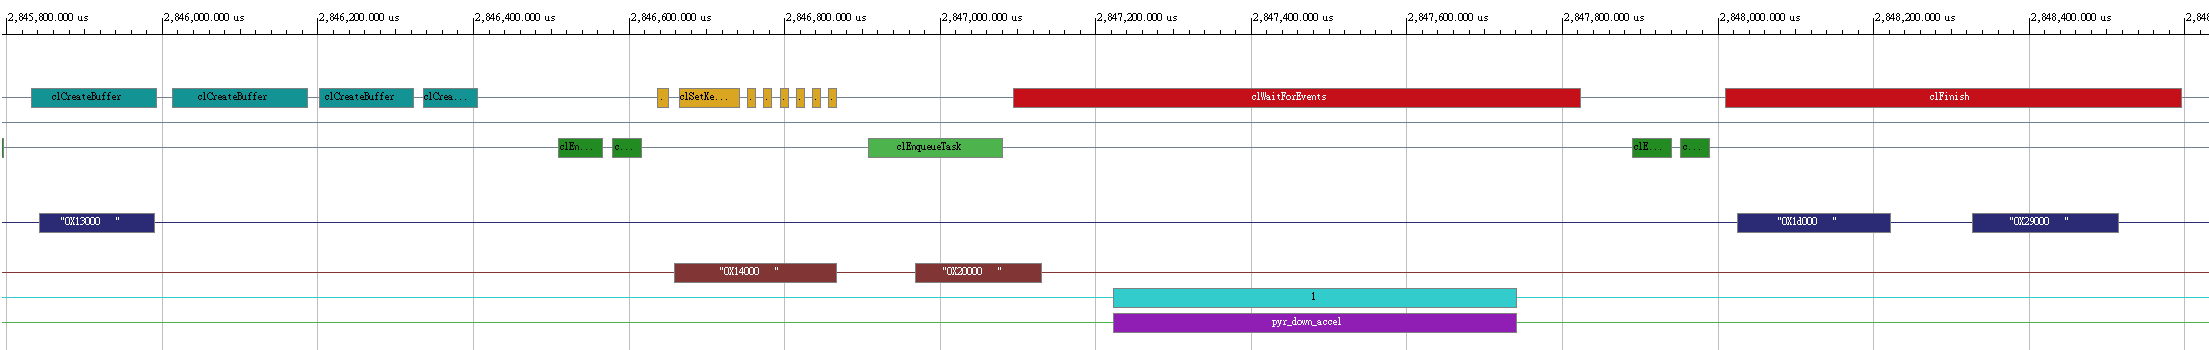 2,845,800.000 us 2,846,000.000 us 2,846,200.000 us 2,846,400.000 us 2,846,600.000 us 2,846,800.000 us 2,847,000.000 us 2,847,200.000 us 2,847,400.000 us 2,847,600.000 us 2,847,800.000 us 2,848,000.000 us 2,848,200.000 us 2,848,400.000 us 2,848
clCreateBuffer clCreateBuffer clCreateBuffer clCrea... . clSetKe... . . . . . . clWaitForEvents clFinish
clEn... c... clEnqueueTask clE... c...
"0X13000 " "0X1d000 " "0X29000 "
"0X14000 " "0X20000 "
1
pyr_down_accel